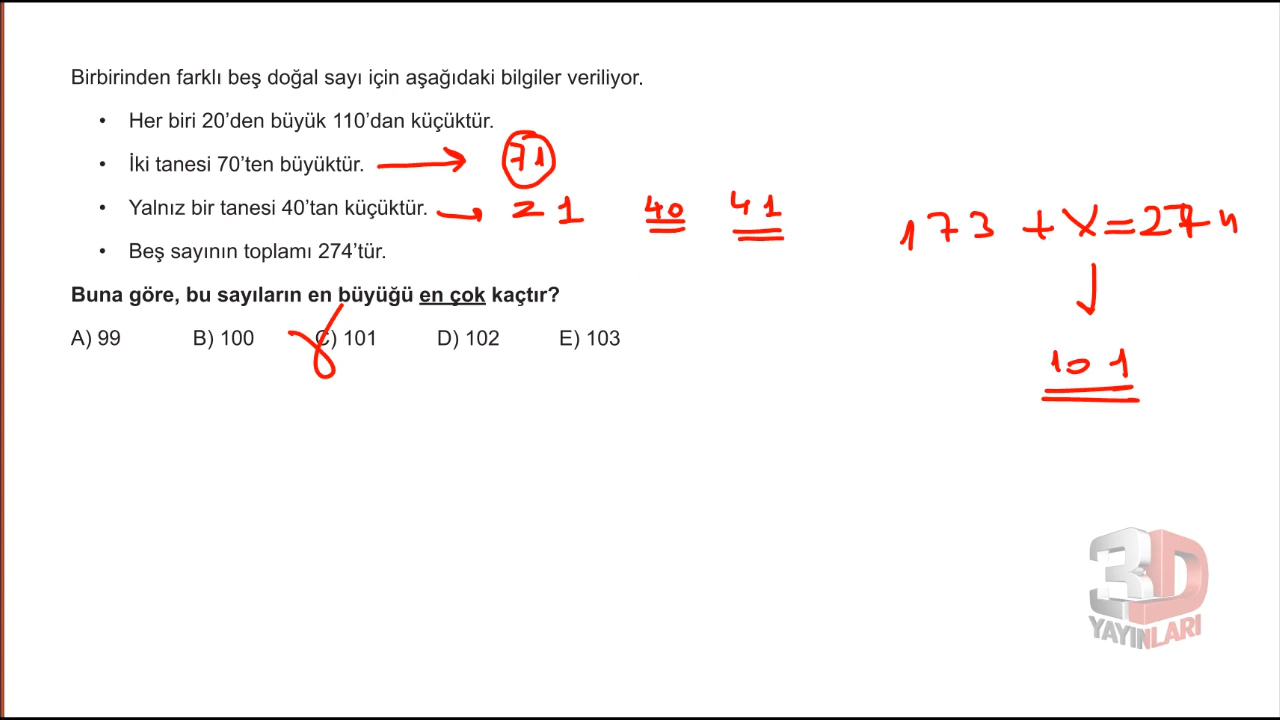 Birbirinden farklı beş doğal sayı için aşağıdaki bilgiler veriliyor.
• Her biri 20’den büyük 110’dan küçüktür.
• İki tanesi 70’ten büyüktür. → 71
• Yalnız bir tanesi 40’tan küçüktür. → 21 40 41
173 + X = 274
• Beş sayının toplamı 274’tür.
Buna göre, bu sayıların en büyüğü en çok kaçtır?
A) 99 B) 100 C) 101 D) 102 E) 103
101
3D
YAYINLARI